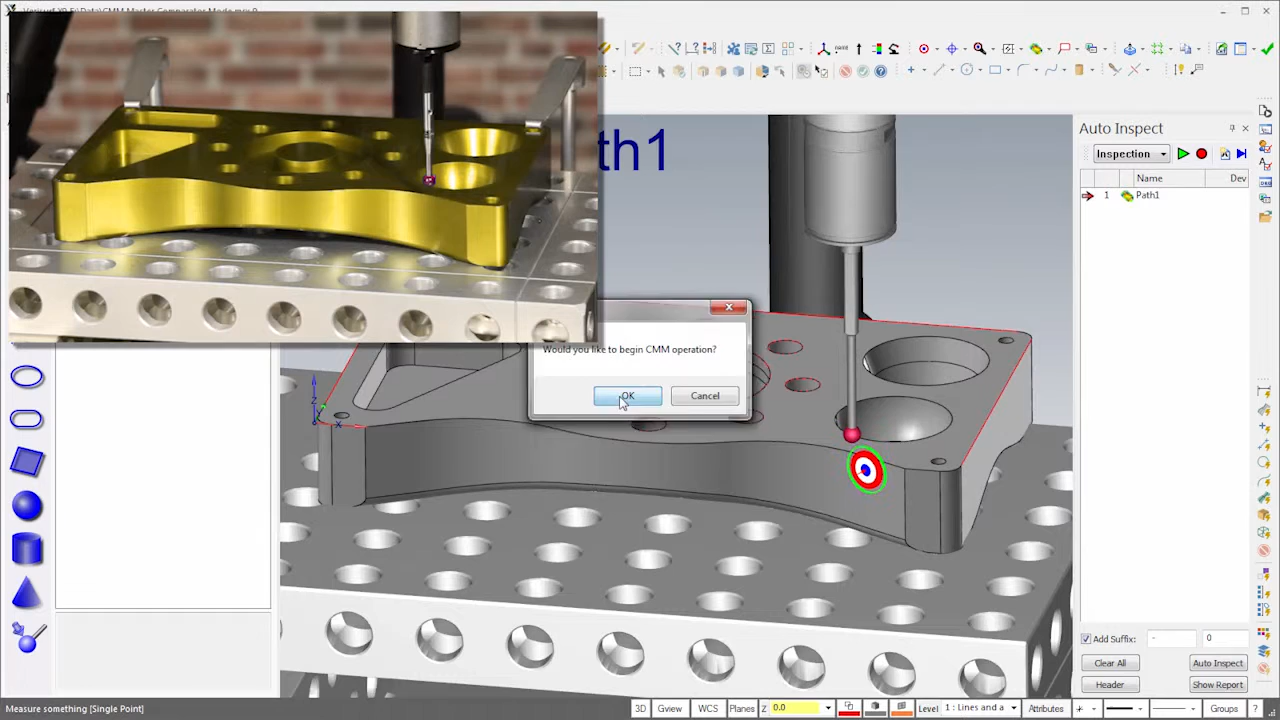 th1
Auto Inspect
Inspection
Name
Dev
1
Path1
Would you like to begin CMM operation?
OK
Cancel
Z
X
Add Suffix:
-
0
Clear All
Auto Inspect
Header
Show Report
Measure something [Single Point]
3D
Gview
WCS
Planes
Z
0.0
Level
1 : Lines and a
Attributes
Groups
?